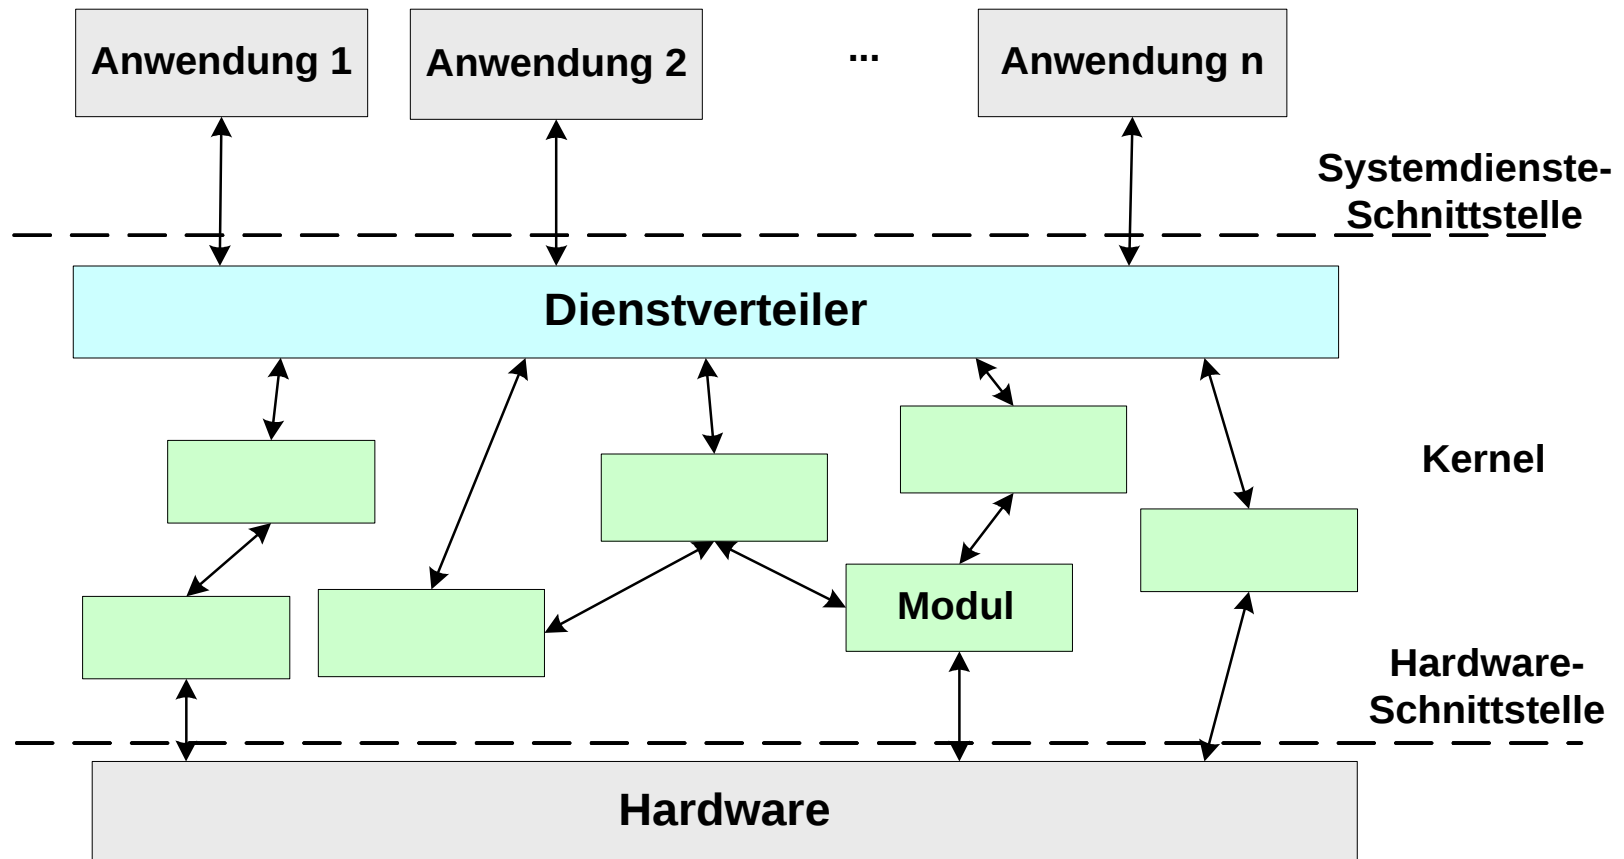 Anwendung 1
Anwendung 2
...
Anwendung n
Systemdienste-
Schnittstelle
Dienstverteiler
Kernel
Modul
Hardware-
Schnittstelle
Hardware